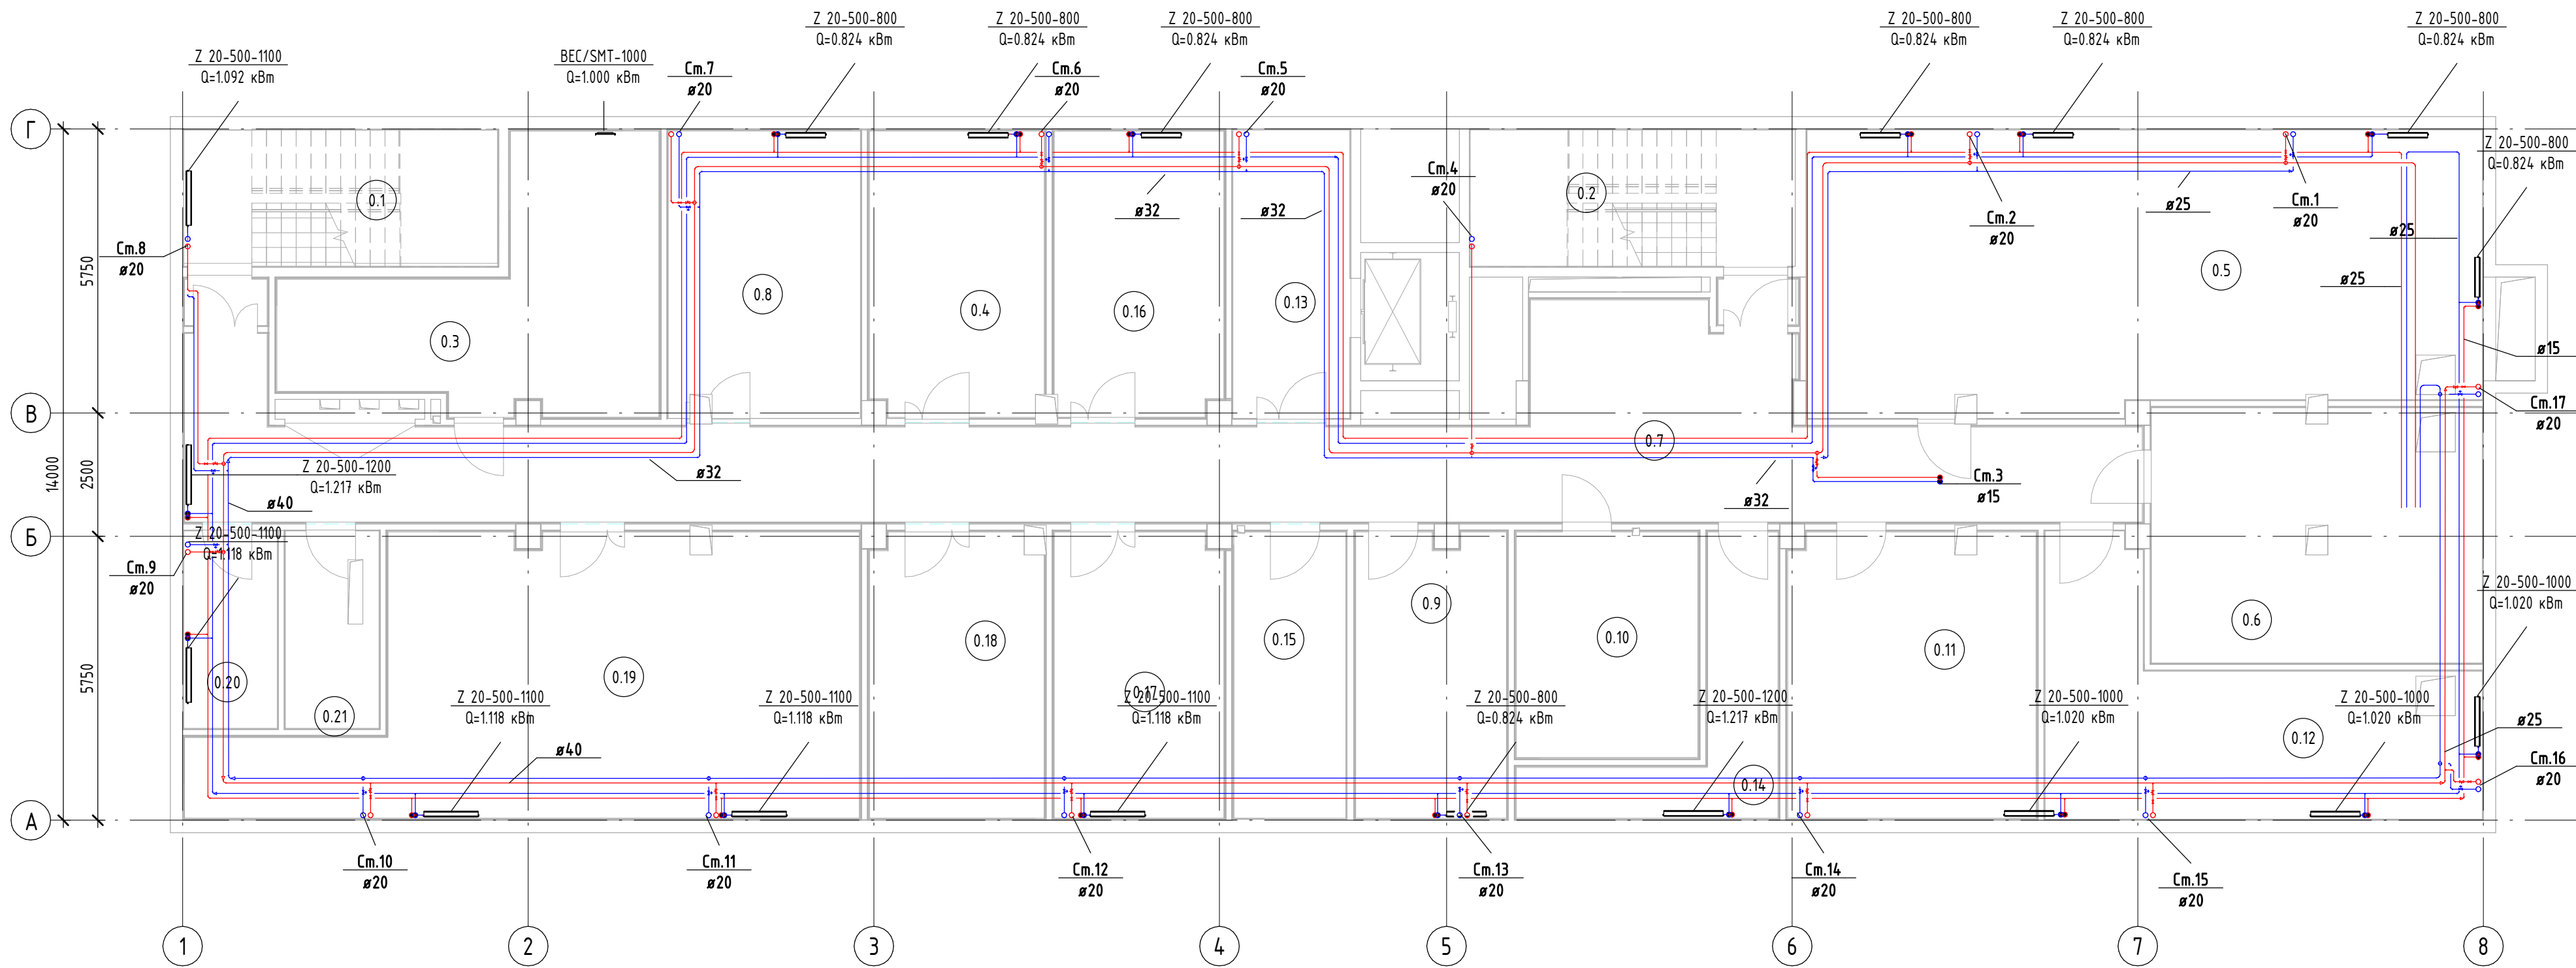 Z 20-500-800
Q=0.824 кВт
Z 20-500-800
Q=0.824 кВт
Z 20-500-800
Q=0.824 кВт
Z 20-500-800
Q=0.824 кВт
Z 20-500-800
Q=0.824 кВт
Z 20-500-800
Q=0.824 кВт
Z 20-500-1100
Q=1.092 кВт
BEC/SMT-1000
Q=1.000 кВт
Ст.7
ø20
Ст.6
ø20
Ст.5
ø20
Г
Z 20-500-800
Q=0.824 кВт
Ст.4
ø20
0.1
0.2
ø32
ø32
Ст.2
ø20
ø25
Ст.1
ø20
ø25
Ст.8
ø20
5750
0.8
0.4
0.16
0.13
0.5
ø25
0.3
ø15
В
Ст.17
ø20
0.7
14000
2500
Z 20-500-1200
Q=1.217 кВт
ø32
ø40
ø32
Ст.3
ø15
Б
Z 20-500-1100
Q=1.118 кВт
Ст.9
ø20
Z 20-500-1000
Q=1.020 кВт
0.9
0.18
0.15
0.10
0.11
0.6
5750
0.20
0.19
0.21
0.17
Z 20-500-1100
Q=1.118 кВт
Z 20-500-1100
Q=1.118 кВт
Z 20-500-1100
Q=1.118 кВт
Z 20-500-800
Q=0.824 кВт
Z 20-500-1200
Q=1.217 кВт
Z 20-500-1000
Q=1.020 кВт
Z 20-500-1000
Q=1.020 кВт
0.12
ø25
ø40
0.14
Ст.16
ø20
А
Ст.10
ø20
Ст.11
ø20
Ст.12
ø20
Ст.13
ø20
Ст.14
ø20
Ст.15
ø20
1
2
3
4
5
6
7
8